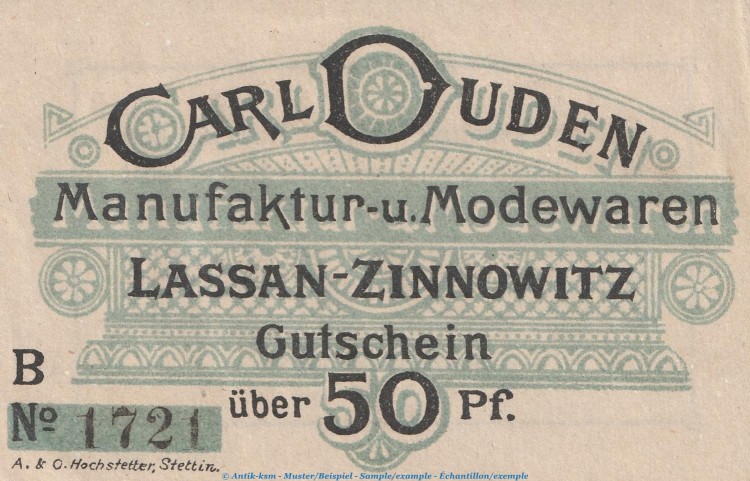 CARL DUDEN
Manufaktur-u. Modewaren
LASSAN-ZINNOWITZ
Gutschein
über 50 Pf.
B
No 1721
A. & O. Hochstetter, Stettin.
© Antik-ksm - Muster/Beispiel - Sample/example - Échantillon/exemple